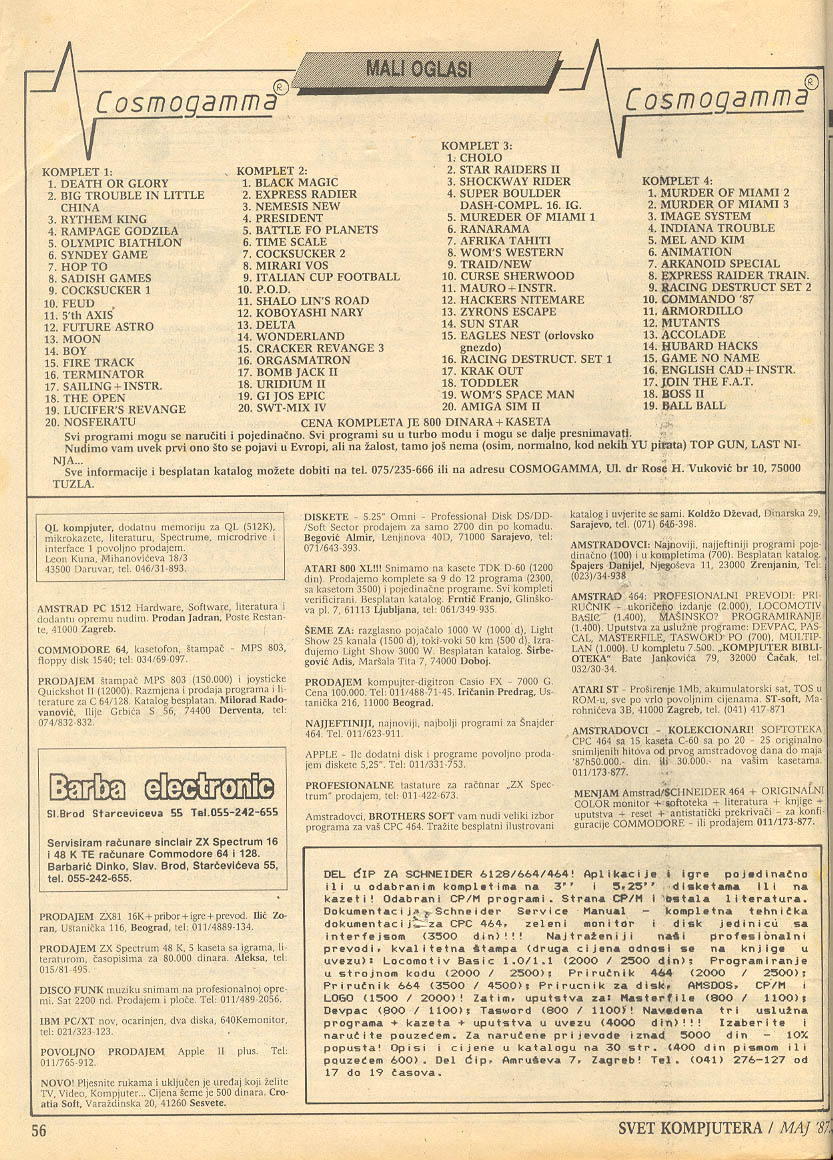 MALI OGLASI
Cosmogamma®
Cosmogamma®
KOMPLET 1:
1. DEATH OR GLORY
2. BIG TROUBLE IN LITTLE
CHINA
3. RYTHEM KING
4. RAMPAGE GODZILA
5. OLYMPIC BIATHLON
6. SYNDEY GAME
7. HOP TO
8. SADISH GAMES
9. COCKSUCKER 1
10. FEUD
11. 5'th AXIS
12. FUTURE ASTRO
13. MOON
14. BOY
15. FIRE TRACK
16. TERMINATOR
17. SAILING+INSTR.
18. THE OPEN
19. LUCIFER'S REVANGE
20. NOSFERATU
KOMPLET 2:
1. BLACK MAGIC
2. EXPRESS RADIER
3. NEMESIS NEW
4. PRESIDENT
5. BATTLE FO PLANETS
6. TIME SCALE
7. COCKSUCKER 2
8. MIRARI VOS
9. ITALIAN CUP FOOTBALL
10. P.O.D.
11. SHALO LIN'S ROAD
12. KOBOYASHI NARY
13. DELTA
14. WONDERLAND
15. CRACKER REVANGE 3
16. ORGASMATRON
17. BOMB JACK II
18. URIDIUM II
19. GI JOS EPIC
20. SWT-MIX IV
KOMPLET 3:
1. CHOLO
2. STAR RAIDERS II
3. SHOCKWAY RIDER
4. SUPER BOULDER
DASH-COMPL. 16. IG.
5. MUREDER OF MIAMI 1
6. RANARAMA
7. AFRIKA TAHITI
8. WOM'S WESTERN
9. TRAID/NEW
10. CURSE SHERWOOD
11. MAURO+INSTR.
12. HACKERS NITEMARE
13. ZYRONS ESCAPE
14. SUN STAR
15. EAGLES NEST (orlovsko
gnezdo)
16. RACING DESTRUCT. SET 1
17. KRAK OUT
18. TODDLER
19. WOM'S SPACE MAN
20. AMIGA SIM II
KOMPLET 4:
1. MURDER OF MIAMI 2
2. MURDER OF MIAMI 3
3. IMAGE SYSTEM
4. INDIANA TROUBLE
5. MEL AND KIM
6. ANIMATION
7. ARKANOID SPECIAL
8. EXPRESS RAIDER TRAIN.
9. RACING DESTRUCT SET 2
10. COMMANDO '87
11. ARMORDILLO
12. MUTANTS
13. ACCOLADE
14. HUBARD HACKS
15. GAME NO NAME
16. ENGLISH CAD+INSTR.
17. JOIN THE F.A.T.
18. BOSS II
19. BALL BALL
CENA KOMPLETA JE 800 DINARA+KASETA
Svi programi mogu se naručiti i pojedinačno. Svi programi su u turbo modu i mogu se dalje presnimavati.
Nudimo vam uvek prvi ono što se pojavi u Evropi, ali na žalost, tamo još nema (osim, normalno, kod nekih YU pirata) TOP GUN, LAST NI-
NJA...
Sve informacije i besplatan katalog možete dobiti na tel. 075/235-666 ili na adresu COSMOGAMMA, Ul. dr Rose H. Vuković br 10, 75000
TUZLA.
QL kompjuter, dodatnu memoriju za QL (512K),
mikrokazete, literaturu, Spectrume, microdrive i
interface 1 povoljno prodajem.
Leon Kuna, Mihanovićeva 18/3
43500 Daruvar, tel. 046/31-893.
AMSTRAD PC 1512 Hardware, Software, literatura i
dodatnu opremu nudim. Prodan Jadran, Poste Restan-
te, 41000 Zagreb.
COMMODORE 64, kasetofon, štampač - MPS 803,
floppy disk 1540; tel: 034/69-097.
PRODAJEM štampač MPS 803 (150.000) i joysticke
Quickshot II (12000). Razmjena i prodaja programa i li-
terature za C 64/128. Katalog besplatan. Milorad Rado-
vanović, Ilije Grbića S 56, 74400 Derventa, tel:
074/832-832.
Barba electronic
Sl.Brod Starceviceva 55 Tel.055-242-655
Servisiram računare sinclair ZX Spectrum 16
i 48 K TE računare Commodore 64 i 128.
Barbarić Dinko, Slav. Brod, Starčevićeva 55,
tel. 055-242-655.
PRODAJEM ZX81 16K+pribor+igre+prevod. Ilić Zo-
ran, Ustanička 116, Beograd, tel: 011/4889-134.
PRODAJEM ZX Spectrum 48 K, 5 kaseta sa igrama, li-
teraturom, časopisima za 80.000 dinara. Aleksa, tel:
015/81-495.
DISCO FUNK muziku snimam na profesionalnoj opre-
mi. Sat 2200 nd. Prodajem i ploče. Tel: 011/489-2056.
IBM PC/XT nov, ocarinjen, dva diska, 640Kemonitor,
tel: 021/323-123.
POVOLJNO PRODAJEM Apple II plus. Tel:
011/765-912.
NOVO! Pljesnite rukama i uključen je uređaj koji želite
TV, Video, Kompjuter... Cijena šeme je 500 dinara. Cro-
atia Soft, Varaždinska 20, 41260 Sesvete.
DISKETE - 5.25" Omni - Professional Disk DS/DD-
/Soft Sector prodajem za samo 2700 din po komadu.
Begović Almir, Lenjinova 40D, 71000 Sarajevo, tel:
071/643-393.
ATARI 800 XL!!! Snimamo na kasete TDK D-60 (1200
din). Prodajemo komplete sa 9 do 12 programa (2300,
sa kasetom 3500) i pojedinačne programe. Svi kompleti
verificirani. Besplatan katalog. Frntič Franjo, Glinško-
va pl. 7, 61113 Ljubljana, tel: 061/349-935.
ŠEME ZA: razglasno pojačalo 1000 W (1000 d), Light
Show 25 kanala (1500 d), toki-voki 50 km (500 d). Izra-
đujemo Light Show 3000 W. Besplatan katalog. Širbe-
gović Adis, Maršala Tita 7, 74000 Doboj.
PRODAJEM kompujter-digitron Casio FX - 7000 G.
Cena 100.000. Tel: 011/488-71-45. Iričanin Predrag, Us-
tanička 216, 11000 Beograd.
NAJJEFTINIJI, najnoviji, najbolji programi za Šnajder
464. Tel. 011/623-911.
APPLE - IIc dodatni disk i programe povoljno proda-
jem diskete 5,25". Tel: 011/331-753.
PROFESIONALNE tastature za računar „ZX Spec-
trum" prodajem, tel: 011-422-673.
Amstradovci, BROTHERS SOFT vam nudi veliki izbor
programa za vaš CPC 464. Tražite besplatni ilustrovani
katalog i uvjerite se sami. Koldžo Dževad, Dinarska 29,
Sarajevo, tel. (071) 646-398.
AMSTRADOVCI: Najnoviji, najjeftiniji programi poje-
dinačno (100) i u kompletima (700). Besplatan katalog.
Špajers Danijel, Njegoševa 11, 23000 Zrenjanin, Tel:
(023)/34-938
AMSTRAD 464: PROFESIONALNI PREVODI: PRI-
RUČNIK - ukoričeno izdanje (2.000), LOCOMOTIV
BASIC (1.400), MAŠINSKO? PROGRAMIRANJE
(1.400). Uputstva za uslužne programe: DEVPAC, PAS-
CAL, MASTERFILE, TASWORD PO (700), MULTIP-
LAN (1.000). U kompletu 7.500. „KOMPJUTER BIBLI-
OTEKA" Bate Jankovića 79, 32000 Čačak, tel.
032/30-34.
ATARI ST - Proširenje 1Mb, akumulatorski sat, TOS u
ROM-u, sve po vrlo povoljnim cijenama. ST-soft, Ma-
rohničeva 3B, 41000 Zagreb, tel. (041) 417-871
AMSTRADOVCI - KOLEKCIONARI! SOFTOTEKA
CPC 464 sa 15 kaseta C-60 sa po 20 - 25 originalno
snimljenih hitova od prvog amstradovog dana do maja
'87h50.000.- din. ili 30.000.- na vašim kasetama.
011/173-877.
MENJAM Amstrad/SCHNEIDER 464 + ORIGINALNI
COLOR monitor + softoteka + literatura + knjige +
uputstva + reset + antistatički prekrivači - za konfi-
guracije COMMODORE - ili prodajem 011/173-877.
DEL ĆIP ZA SCHNEIDER 6128/664/464! Aplikacije i igre pojedinačno
ili u odabranim kompletima na 3'' i 5,25'' disketama ili na
kazeti! Odabrani CP/M programi. Strana CP/M i ostala literatura.
Dokumentacija Schneider Service Manual - kompletna tehnička
dokumentacija za CPC 464, zeleni monitor i disk jedinicu sa
interfejsom (3500 din)!!! Najtraženiji naši profesionalni
prevodi, kvalitetna štampa (druga cijena odnosi se na knjige u
uvezu): Locomotiv Basic 1.0/1.1 (2000 / 2500 din); Programiranje
u strojnom kodu (2000 / 2500); Priručnik 464 (2000 / 2500);
Priručnik 664 (3500 / 4500); Prirucnik za disk, AMSDOS, CP/M i
LOGO (1500 / 2000)! Zatim, uputstva za: Masterfile (800 / 1100);
Devpac (800 / 1100); Tasword (800 / 1100)! Navedena tri uslužna
programa + kazeta + uputstva u uvezu (4000 din)!!! Izaberite i
naručite pouzećem. Za naručene prijevode iznad 5000 din - 10%
popusta! Opisi i cijene u katalogu na 30 str. (400 din pismom ili
pouzećem 600). Del Ćip, Amruševa 7, Zagreb! Tel. (041) 276-127 od
17 do 19 časova.
56
SVET KOMPJUTERA / MAJ '87.